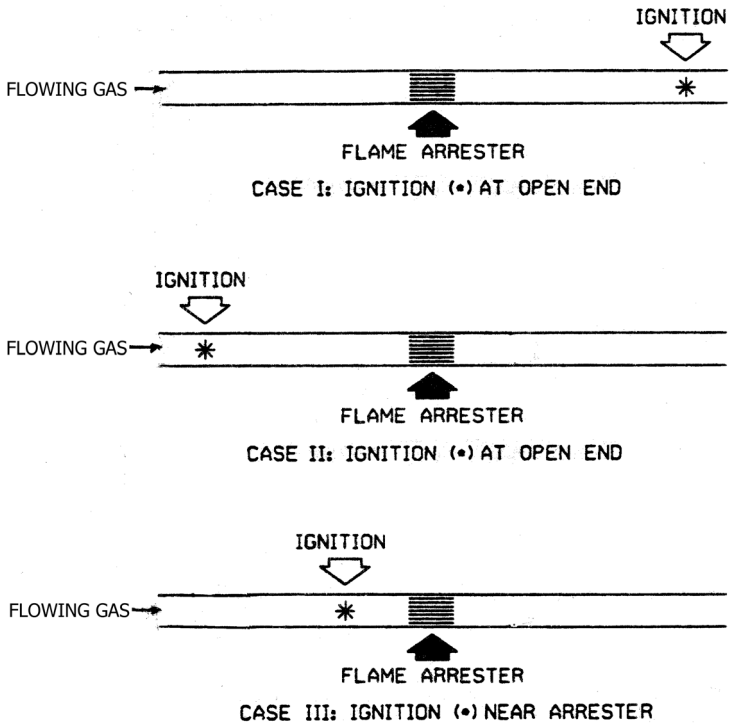 IGNITION
FLOWING GAS
FLAME ARRESTER
CASE I: IGNITION (*) AT OPEN END
IGNITION
FLOWING GAS
FLAME ARRESTER
CASE II: IGNITION (*) AT OPEN END
IGNITION
FLOWING GAS
FLAME ARRESTER
CASE III: IGNITION (*) NEAR ARRESTER